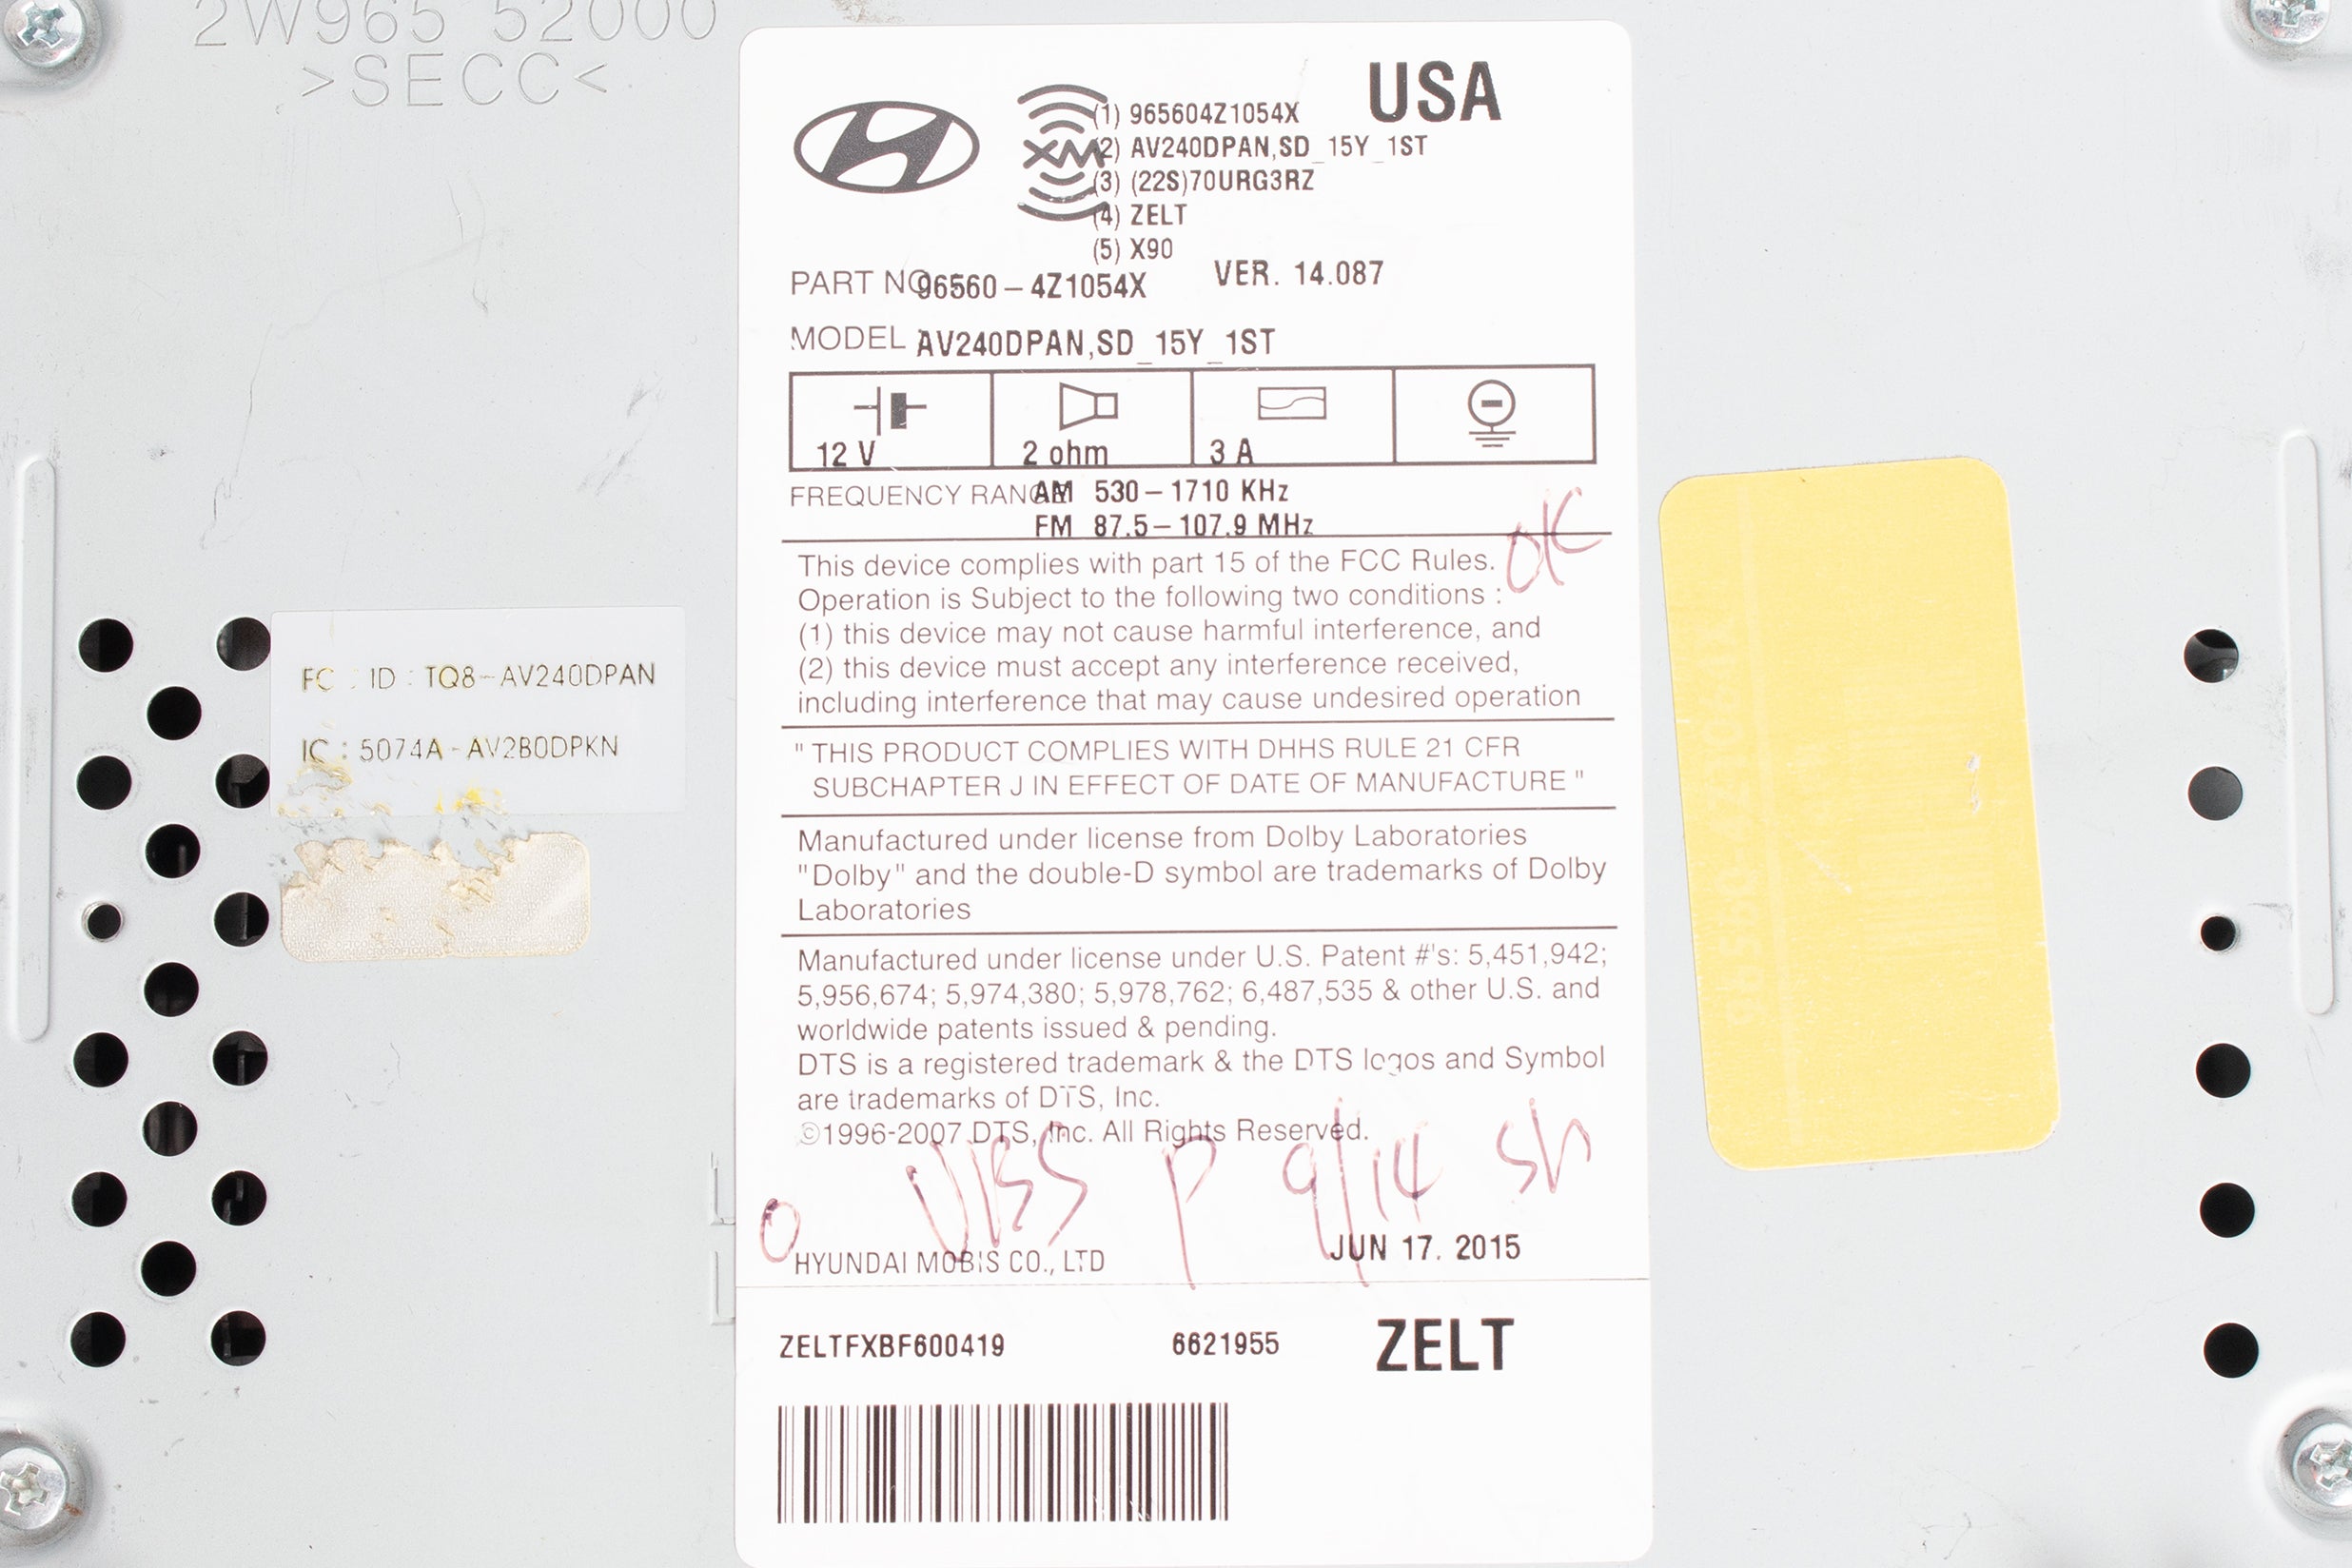 2W965 52000
>SECC<
USA
XM
(1) 965604Z1054X
(2) AV240DPAN,SD_15Y_1ST
(3) (22S)70URG3RZ
(4) ZELT
(5) X90
PART NO 96560-4Z1054X VER. 14.087
MODEL AV240DPAN,SD_15Y_1ST
12 V 2 ohm 3 A
FREQUENCY RANGE AM 530-1710 KHz
FM 87.5-107.9 MHz
OK
This device complies with part 15 of the FCC Rules.
Operation is Subject to the following two conditions :
(1) this device may not cause harmful interference, and
(2) this device must accept any interference received,
including interference that may cause undesired operation
" THIS PRODUCT COMPLIES WITH DHHS RULE 21 CFR
SUBCHAPTER J IN EFFECT OF DATE OF MANUFACTURE "
Manufactured under license from Dolby Laboratories
"Dolby" and the double-D symbol are trademarks of Dolby
Laboratories
Manufactured under license under U.S. Patent #'s: 5,451,942;
5,956,674; 5,974,380; 5,978,762; 6,487,535 & other U.S. and
worldwide patents issued & pending.
DTS is a registered trademark & the DTS logos and Symbol
are trademarks of DTS, Inc.
©1996-2007 DTS, Inc. All Rights Reserved.
P 9/14 Sh
HYUNDAI MOBIS CO., LTD JUN 17. 2015
ZELTFXBF600419 6621955 ZELT
FC ID : TQ8-AV240DPAN
IC : 5074A-AV2B0DPKN